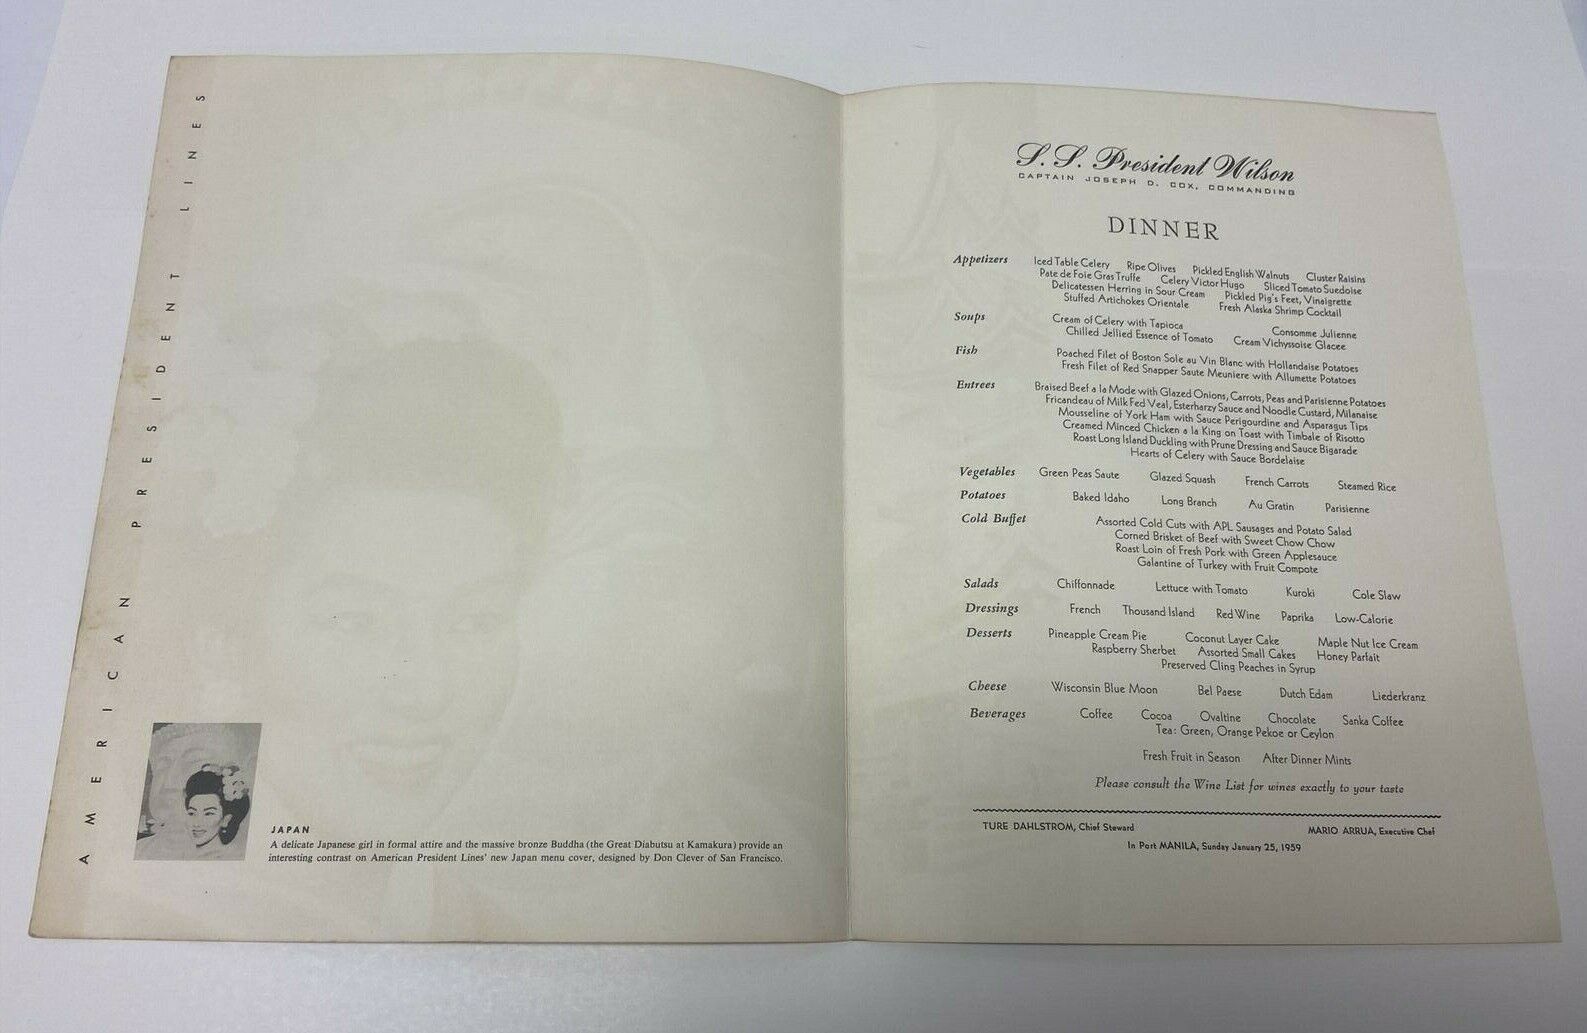 AMERICAN PRESIDENT LINES
JAPAN
A delicate Japanese girl in formal attire and the massive bronze Buddha (the Great Diabutsu at Kamakura) provide an
interesting contrast on American President Lines' new Japan menu cover, designed by Don Clever of San Francisco.
S. S. President Wilson
CAPTAIN JOSEPH D. COX, COMMANDING
DINNER
Appetizers Iced Table Celery Ripe Olives Pickled English Walnuts Cluster Raisins
Pate de Foie Gras Truffe Celery Victor Hugo Sliced Tomato Suedoise
Delicatessen Herring in Sour Cream Pickled Pig's Feet, Vinaigrette
Stuffed Artichokes Orientale Fresh Alaska Shrimp Cocktail
Soups Cream of Celery with Tapioca Consomme Julienne
Chilled Jellied Essence of Tomato Cream Vichyssoise Glacee
Fish Poached Filet of Boston Sole au Vin Blanc with Hollandaise Potatoes
Fresh Filet of Red Snapper Saute Meuniere with Allumette Potatoes
Entrees Braised Beef a la Mode with Glazed Onions, Carrots, Peas and Parisienne Potatoes
Fricandeau of Milk Fed Veal, Esterharzy Sauce and Noodle Custard, Milanaise
Mousseline of York Ham with Sauce Perigourdine and Asparagus Tips
Creamed Minced Chicken a la King on Toast with Timbale of Risotto
Roast Long Island Duckling with Prune Dressing and Sauce Bigarade
Hearts of Celery with Sauce Bordelaise
Vegetables Green Peas Saute Glazed Squash French Carrots Steamed Rice
Potatoes Baked Idaho Long Branch Au Gratin Parisienne
Cold Buffet Assorted Cold Cuts with APL Sausages and Potato Salad
Corned Brisket of Beef with Sweet Chow Chow
Roast Loin of Fresh Pork with Green Applesauce
Galantine of Turkey with Fruit Compote
Salads Chiffonnade Lettuce with Tomato Kuroki Cole Slaw
Dressings French Thousand Island Red Wine Paprika Low-Calorie
Desserts Pineapple Cream Pie Coconut Layer Cake Maple Nut Ice Cream
Raspberry Sherbet Assorted Small Cakes Honey Parfait
Preserved Cling Peaches in Syrup
Cheese Wisconsin Blue Moon Bel Paese Dutch Edam Liederkranz
Beverages Coffee Cocoa Ovaltine Chocolate Sanka Coffee
Tea: Green, Orange Pekoe or Ceylon
Fresh Fruit in Season After Dinner Mints
Please consult the Wine List for wines exactly to your taste
TURE DAHLSTROM, Chief Steward MARIO ARRUA, Executive Chef
In Port MANILA, Sunday January 25, 1959